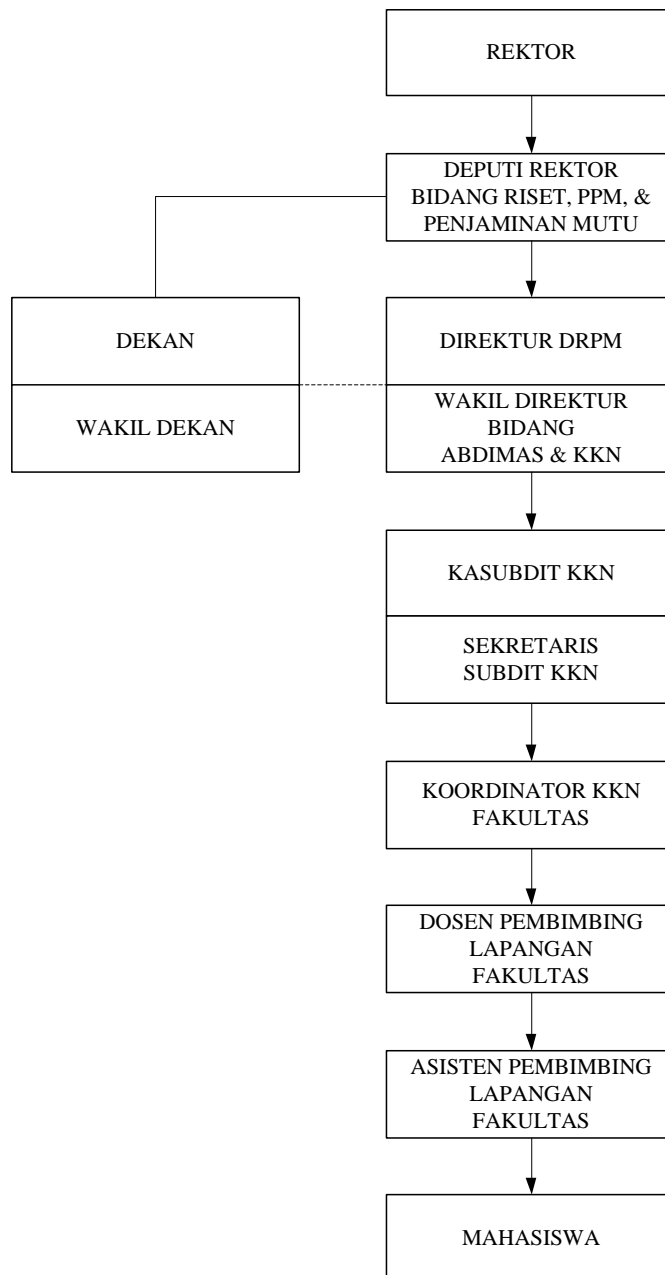 REKTOR
DEPUTI REKTOR
BIDANG RISET, PPM, &
PENJAMINAN MUTU
DEKAN
DIREKTUR DRPM
WAKIL DEKAN
WAKIL DIREKTUR
BIDANG
ABDIMAS & KKN
KASUBDIT KKN
SEKRETARIS
SUBDIT KKN
KOORDINATOR KKN
FAKULTAS
DOSEN PEMBIMBING
LAPANGAN
FAKULTAS
ASISTEN PEMBIMBING
LAPANGAN
FAKULTAS
MAHASISWA